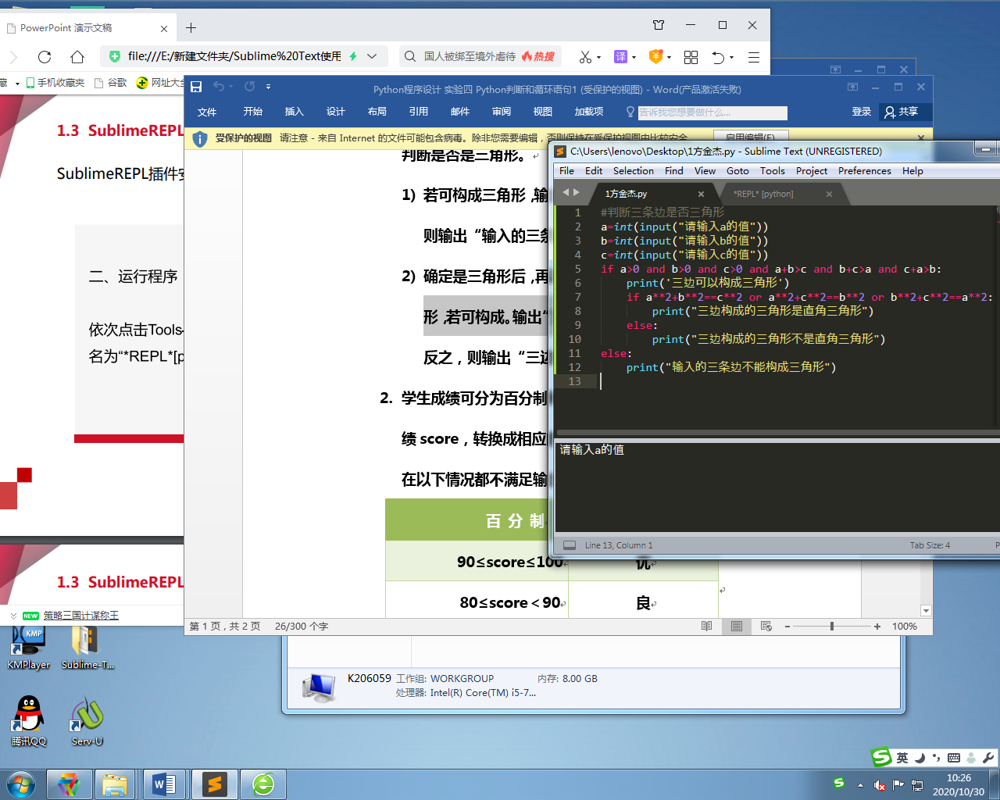 PowerPoint 演示文稿
file:///E:/新建文件夹/Sublime%20Text使用
国人被绑至境外虐待
热搜
译
藏
手机收藏夹
谷歌
网址大全
1.3 SublimeREPL
SublimeREPL插件安
二、运行程序
依次点击Tools-
名为“*REPL*[p
1.3 SublimeREPL
NEW
策略三国计谋称王
Python程序设计 实验四 Python判断和循环语句1 (受保护的视图) - Word(产品激活失败)
文件 开始 插入 设计 布局 引用 邮件 审阅 视图 加载项 告诉我您想要做什么... 登录 共享
受保护的视图 请注意 - 来自 Internet 的文件可能包含病毒。除非您需要编辑，否则保持在受保护视图中比较安全。 启用编辑(E)
判断是否是三角形。
1) 若可构成三角形，输
则输出“输入的三条
2) 确定是三角形后，再
形，若可构成。输出“
反之，则输出“三边
2. 学生成绩可分为百分制
绩 score，转换成相应
在以下情况都不满足输
百 分 制
90≤score≤100 优
80≤score＜90 良
第 1 页，共 2 页 26/300 个字 100%
C:\Users\lenovo\Desktop\1方金杰.py - Sublime Text (UNREGISTERED)
File Edit Selection Find View Goto Tools Project Preferences Help
1方金杰.py
*REPL* [python]
1 #判断三条边是否三角形
2 a=int(input("请输入a的值"))
3 b=int(input("请输入b的值"))
4 c=int(input("请输入c的值"))
5 if a>0 and b>0 and c>0 and a+b>c and b+c>a and c+a>b:
6 print('三边可以构成三角形')
7 if a**2+b**2==c**2 or a**2+c**2==b**2 or b**2+c**2==a**2:
8 print("三边构成的三角形是直角三角形")
9 else:
10 print("三边构成的三角形不是直角三角形")
11 else:
12 print("输入的三条边不能构成三角形")
13
请输入a的值
Line 13, Column 1
Tab Size: 4
P
KMP
KMPlayer
Sublime-T...
K206059 工作组: WORKGROUP 内存: 8.00 GB
处理器: Intel(R) Core(TM) i5-7...
腾讯QQ
Serv-U
英
10:26
2020/10/30